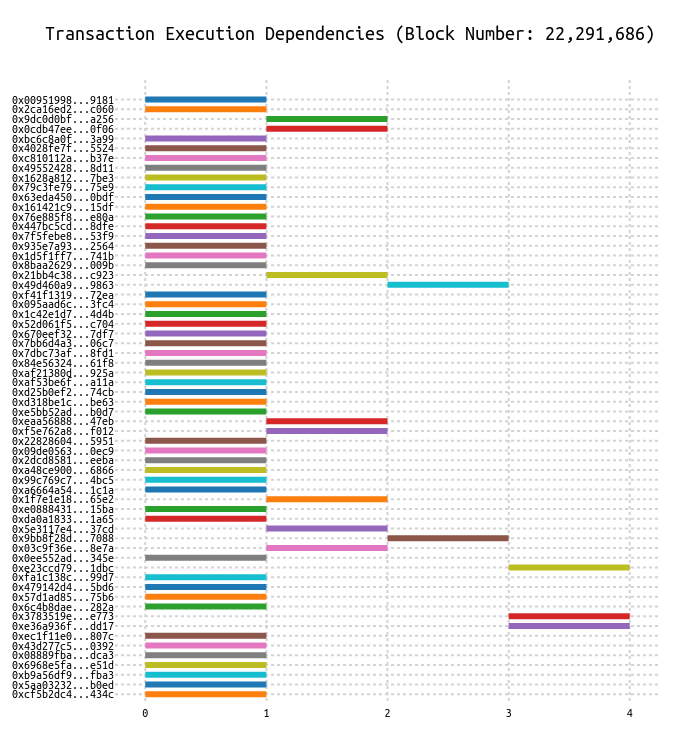 Transaction Execution Dependencies (Block Number: 22,291,686)
0x00951998...9181
0x2ca16ed2...c060
0x9dc0d0bf...a256
0x0cdb47ee...0f06
0xbc6c8a0f...3a99
0x4028fe7f...5524
0xc810112a...b37e
0x49552428...8d11
0x1628a812...7be3
0x79c3fe79...75e9
0x63eda450...0bdf
0x161421c9...15df
0x76e885f8...e80a
0x447bc5cd...8dfe
0x7f5febe8...53f9
0x935e7a93...2564
0x1d5f1ff7...741b
0x8baa2629...009b
0x21bb4c38...c923
0x49d460a9...9863
0xf41f1319...72ea
0x095aad6c...3fc4
0x1c42e1d7...4d4b
0x52d061f5...c704
0x670eef32...7df7
0x7bb6d4a3...06c7
0x7dbc73af...8fd1
0x84e56324...61f8
0xaf21380d...925a
0xaf53be6f...a11a
0xd25b0ef2...74cb
0xd318be1c...be63
0xe5bb52ad...b0d7
0xeaa56888...47eb
0xf5e762a8...f012
0x22828604...5951
0x09de0563...0ec9
0x2dcd8581...eeba
0xa48ce900...6866
0x99c769c7...4bc5
0xa6664a54...1c1a
0x1f7e1e18...65e2
0xe0888431...15ba
0xda0a1833...1a65
0x5e3117e4...37cd
0x9bb8f28d...7088
0x03c9f36e...8e7a
0x0ee552ad...345e
0xe23ccd79...1dbc
0xfa1c138c...99d7
0x479142d4...5bd6
0x57d1ad85...75b6
0x6c4b8dae...282a
0x3783519e...e773
0xe36a936f...dd17
0xec1f11e0...807c
0x43d277c5...0392
0x08889fba...dca3
0x6968e5fa...e51d
0xb9a56df9...fba3
0x5aa03232...b0ed
0xcf5b2dc4...434c
0 1 2 3 4